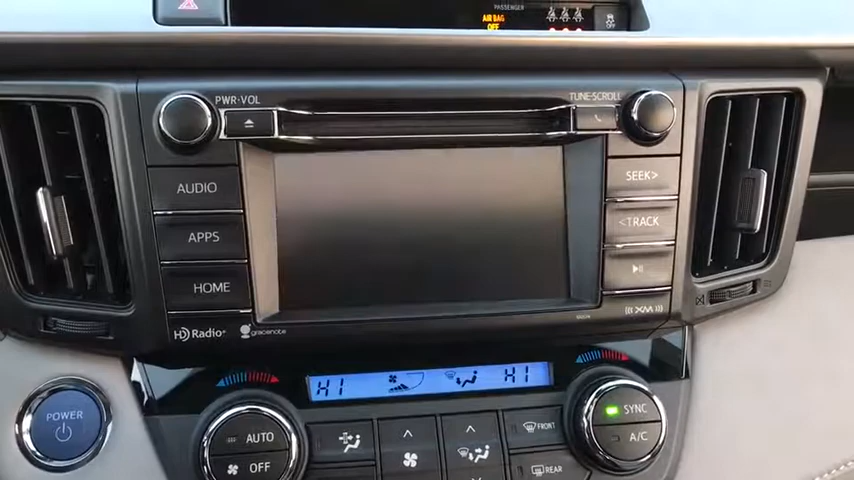 PASSENGER
AIR BAG
OFF
PWR·VOL
TUNE·SCROLL
AUDIO
APPS
HOME
SEEK>
<TRACK
HD Radio
gracenote
((( XM )))
HI
HI
POWER
AUTO
OFF
FRONT
REAR
SYNC
A/C